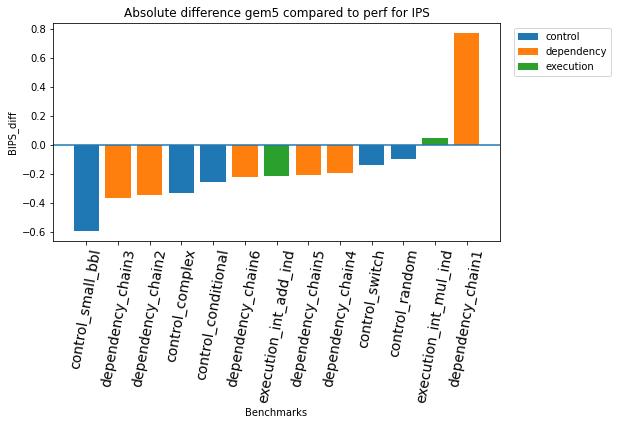 Absolute difference gem5 compared to perf for IPS
control
dependency
execution
BIPS_diff
0.8
0.6
0.4
0.2
0.0
−0.2
−0.4
−0.6
control_small_bbl
dependency_chain3
dependency_chain2
control_complex
control_conditional
dependency_chain6
execution_int_add_ind
dependency_chain5
dependency_chain4
control_switch
control_random
execution_int_mul_ind
dependency_chain1
Benchmarks